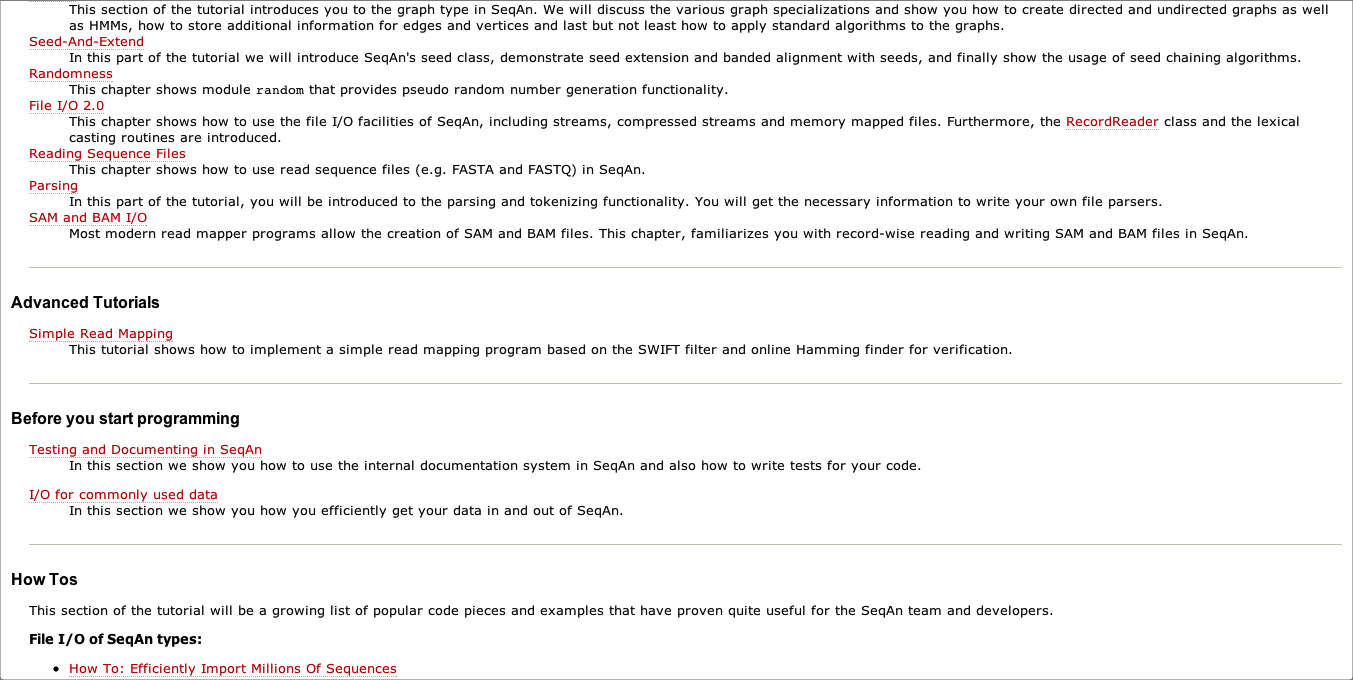 This section of the tutorial introduces you to the graph type in SeqAn. We will discuss the various graph specializations and show you how to create directed and undirected graphs as well
as HMMs, how to store additional information for edges and vertices and last but not least how to apply standard algorithms to the graphs.
Seed-And-Extend
In this part of the tutorial we will introduce SeqAn's seed class, demonstrate seed extension and banded alignment with seeds, and finally show the usage of seed chaining algorithms.
Randomness
This chapter shows module random that provides pseudo random number generation functionality.
File I/O 2.0
This chapter shows how to use the file I/O facilities of SeqAn, including streams, compressed streams and memory mapped files. Furthermore, the RecordReader class and the lexical
casting routines are introduced.
Reading Sequence Files
This chapter shows how to use read sequence files (e.g. FASTA and FASTQ) in SeqAn.
Parsing
In this part of the tutorial, you will be introduced to the parsing and tokenizing functionality. You will get the necessary information to write your own file parsers.
SAM and BAM I/O
Most modern read mapper programs allow the creation of SAM and BAM files. This chapter, familiarizes you with record-wise reading and writing SAM and BAM files in SeqAn.
Advanced Tutorials
Simple Read Mapping
This tutorial shows how to implement a simple read mapping program based on the SWIFT filter and online Hamming finder for verification.
Before you start programming
Testing and Documenting in SeqAn
In this section we show you how to use the internal documentation system in SeqAn and also how to write tests for your code.
I/O for commonly used data
In this section we show you how you efficiently get your data in and out of SeqAn.
How Tos
This section of the tutorial will be a growing list of popular code pieces and examples that have proven quite useful for the SeqAn team and developers.
File I/O of SeqAn types:
• How To: Efficiently Import Millions Of Sequences